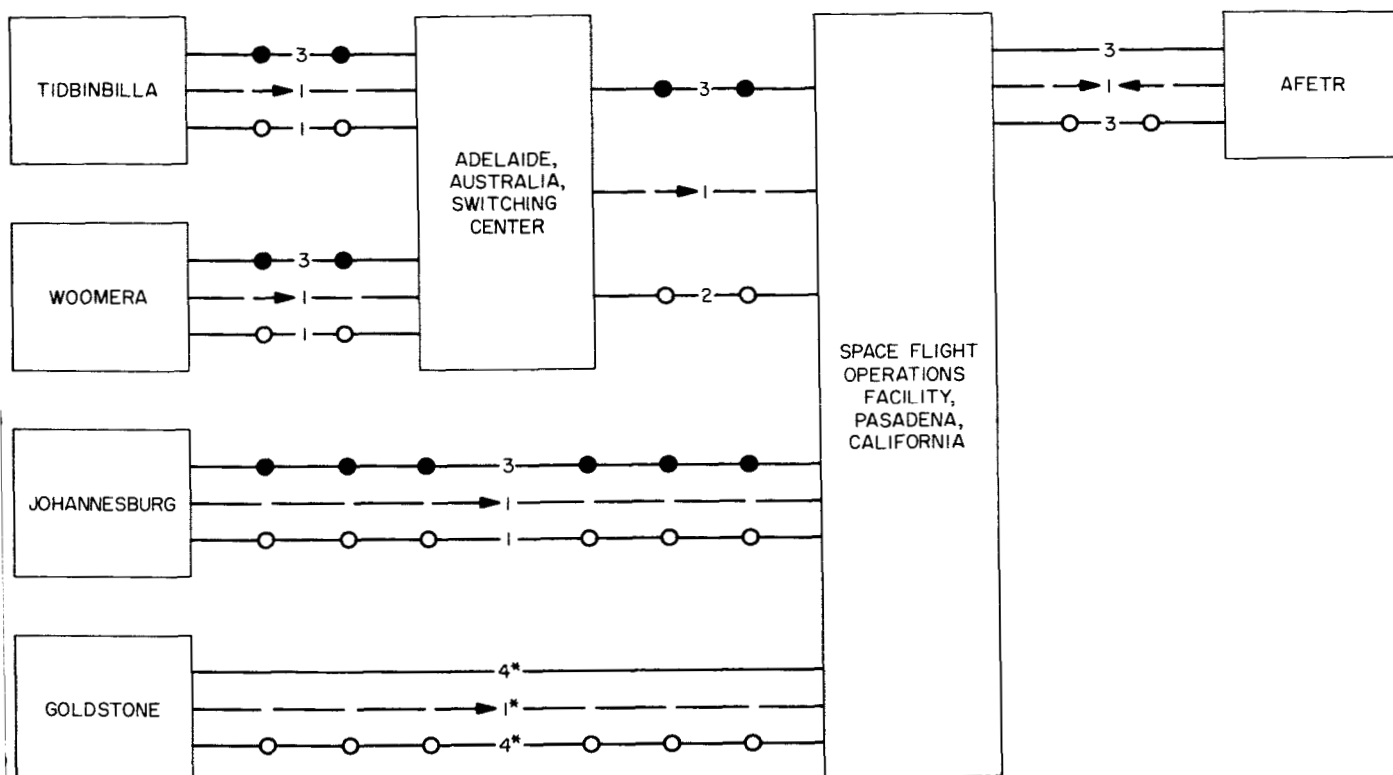 TIDBINBILLA
3
1
1
ADELAIDE,
AUSTRALIA,
SWITCHING
CENTER
3
1
2
3
1
3
AFETR
WOOMERA
3
1
1
SPACE FLIGHT
OPERATIONS
FACILITY,
PASADENA,
CALIFORNIA
JOHANNESBURG
3
1
1
GOLDSTONE
4*
1*
4*